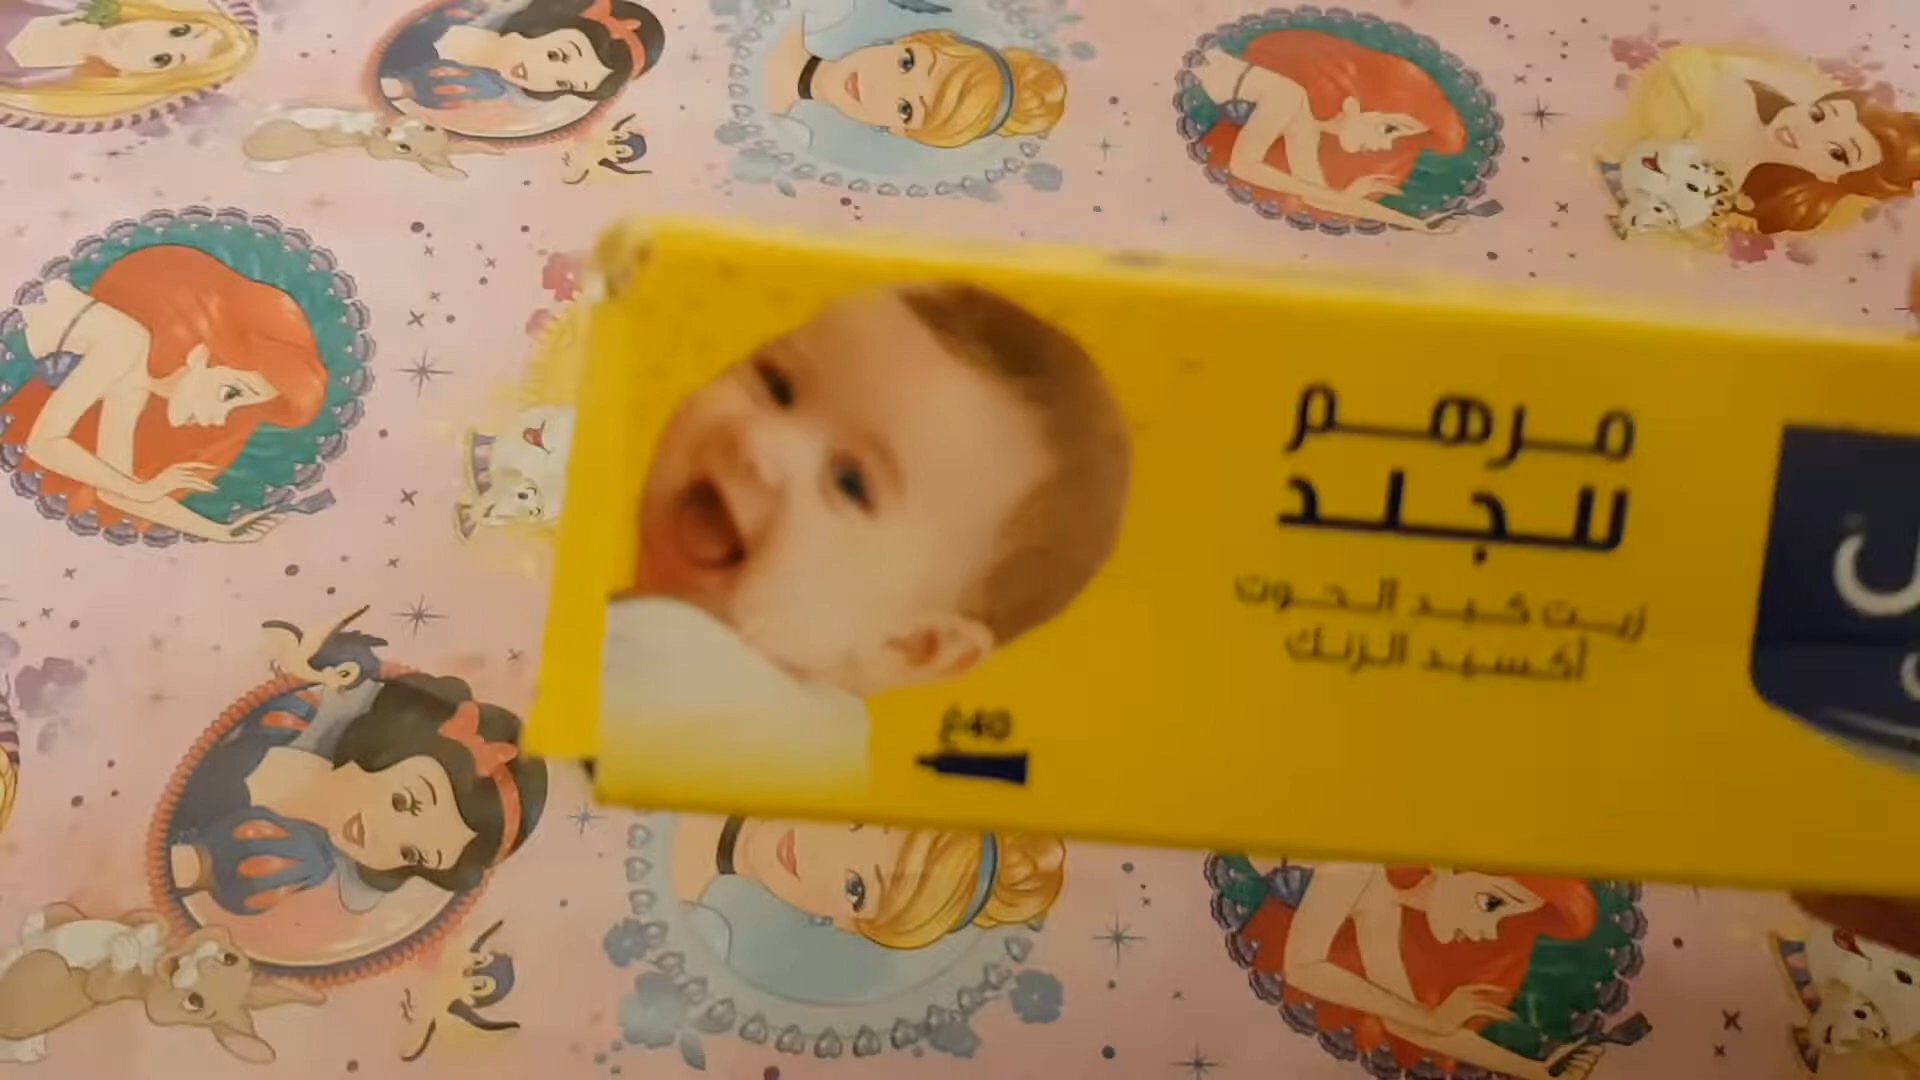 مرهم
للجلد
زيت كبد الحوت
أكسيد الزنك
40غ